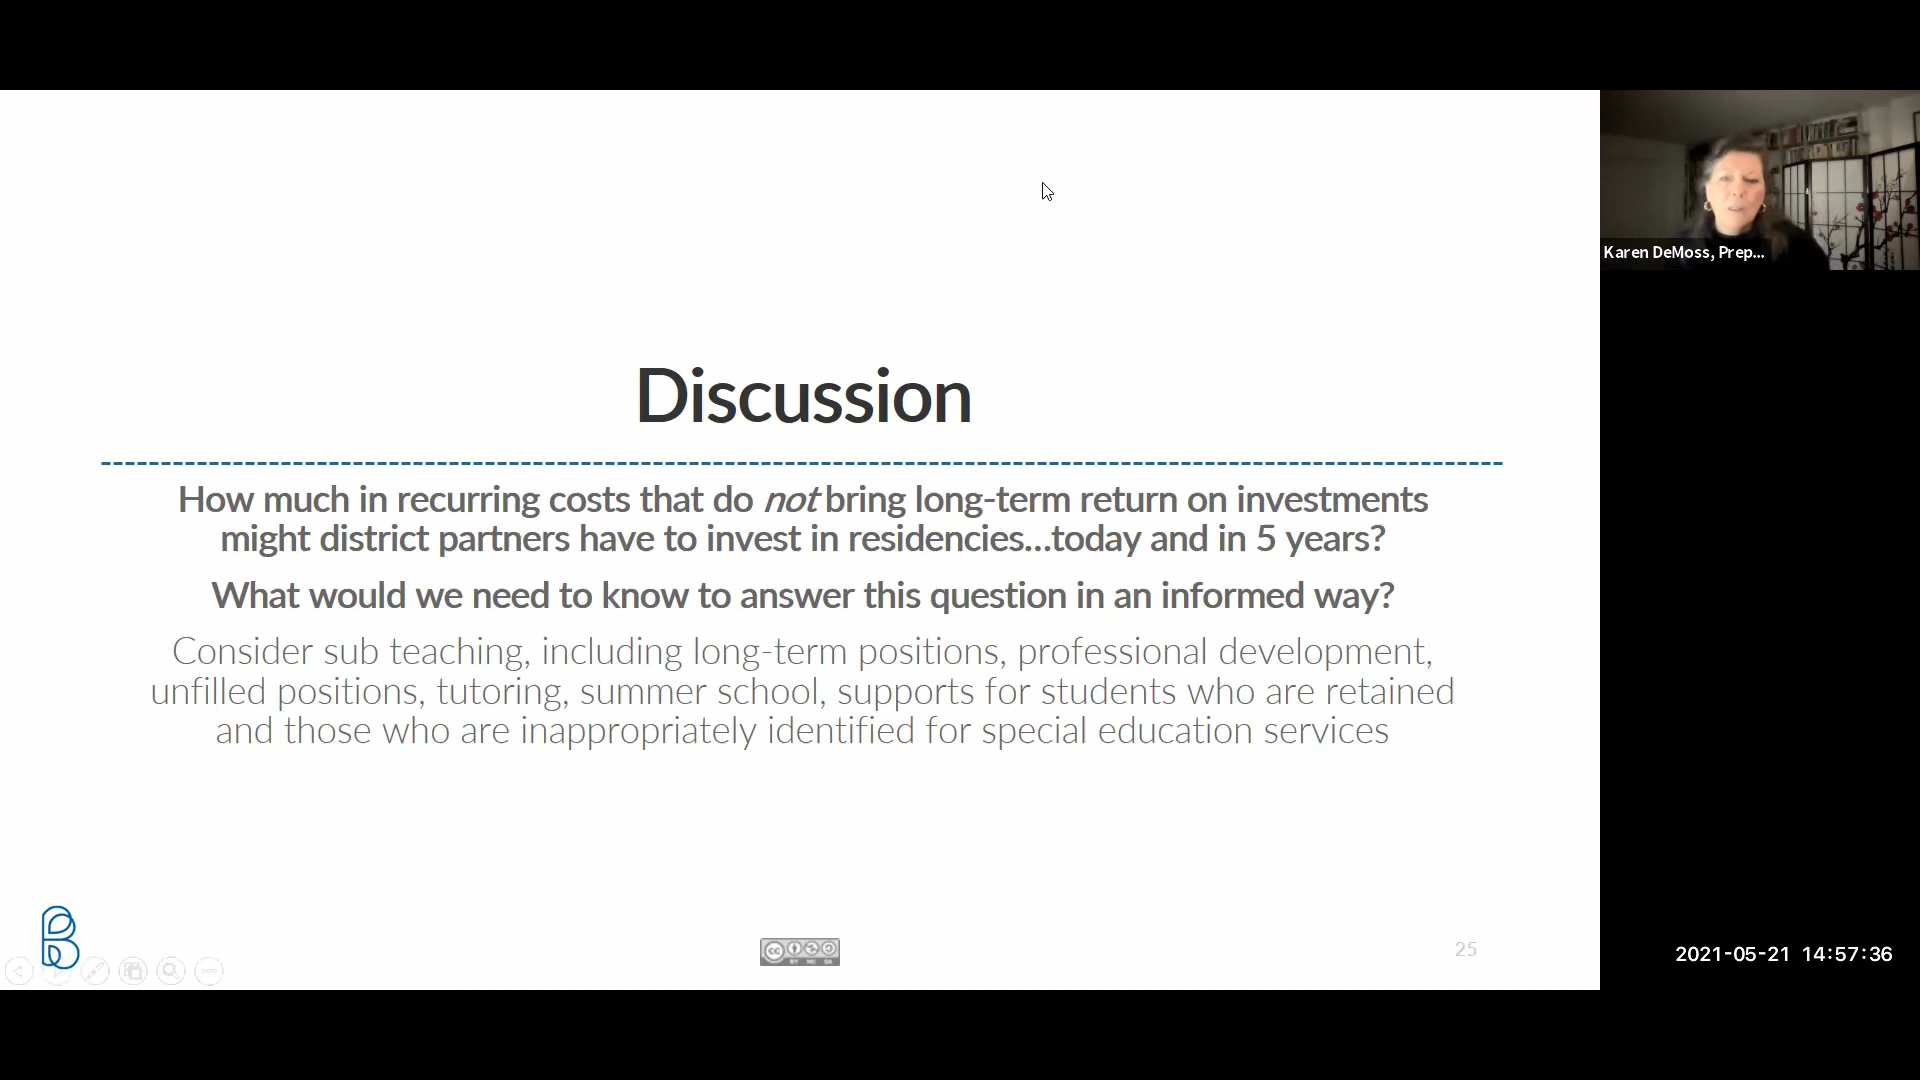 Karen DeMoss, Prep...
Discussion
How much in recurring costs that do not bring long-term return on investments
might district partners have to invest in residencies...today and in 5 years?
What would we need to know to answer this question in an informed way?
Consider sub teaching, including long-term positions, professional development,
unfilled positions, tutoring, summer school, supports for students who are retained
and those who are inappropriately identified for special education services
cc
BY NC SA
25
2021-05-21 14:57:36